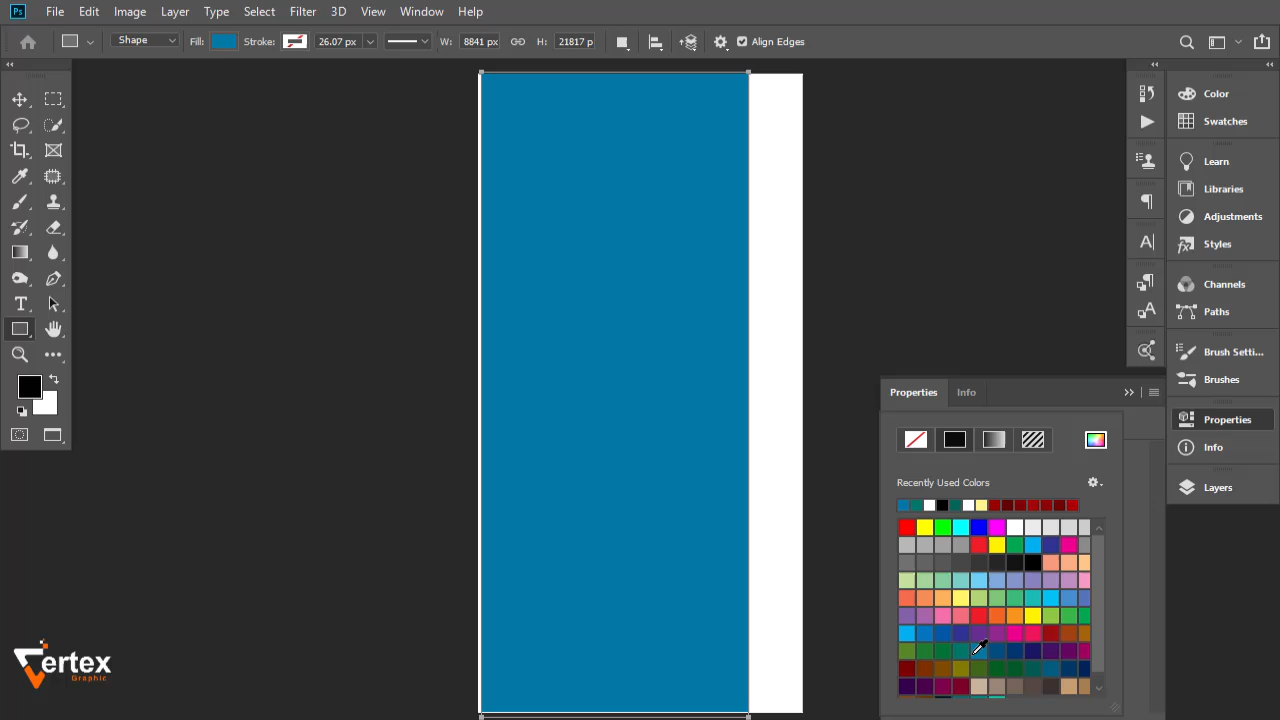 Ps File Edit Image Layer Type Select Filter 3D View Window Help
Shape Fill: Stroke: 26.07 px W: 8841 px H: 21817 p Align Edges
Color
Swatches
Learn
Libraries
Adjustments
Styles
Channels
Paths
Brush Setti...
Brushes
Properties
Info
Layers
Properties Info
Recently Used Colors
Vertex
Graphic